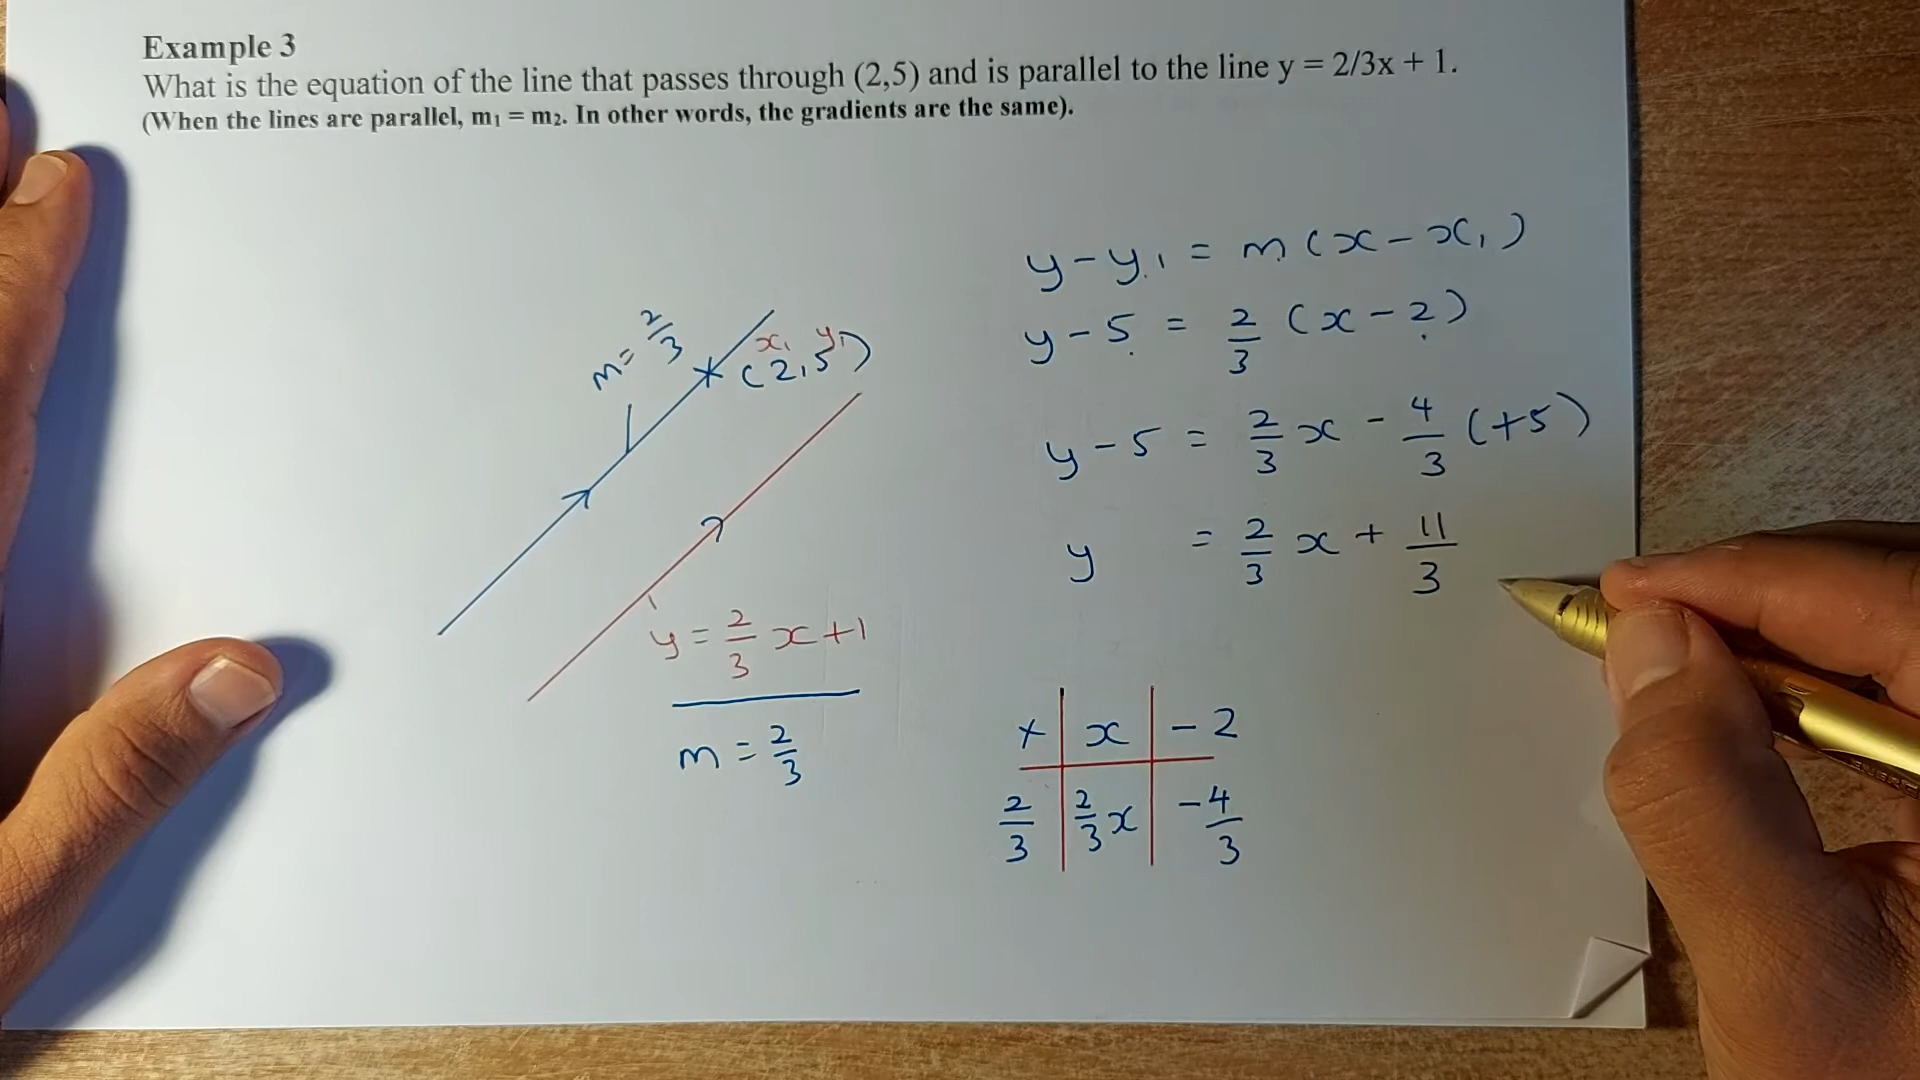 Example 3
What is the equation of the line that passes through (2,5) and is parallel to the line y = 2/3x + 1.
(When the lines are parallel, m₁ = m₂. In other words, the gradients are the same).
m = 2/3
x₁ y₁
(2,5)
y = 2/3 x + 1
m = 2/3
y - y₁ = m (x - x₁)
y - 5 = 2/3 (x - 2)
y - 5 = 2/3 x - 4/3 (+5)
y = 2/3 x + 11/3
× x - 2
2/3 2/3 x - 4/3